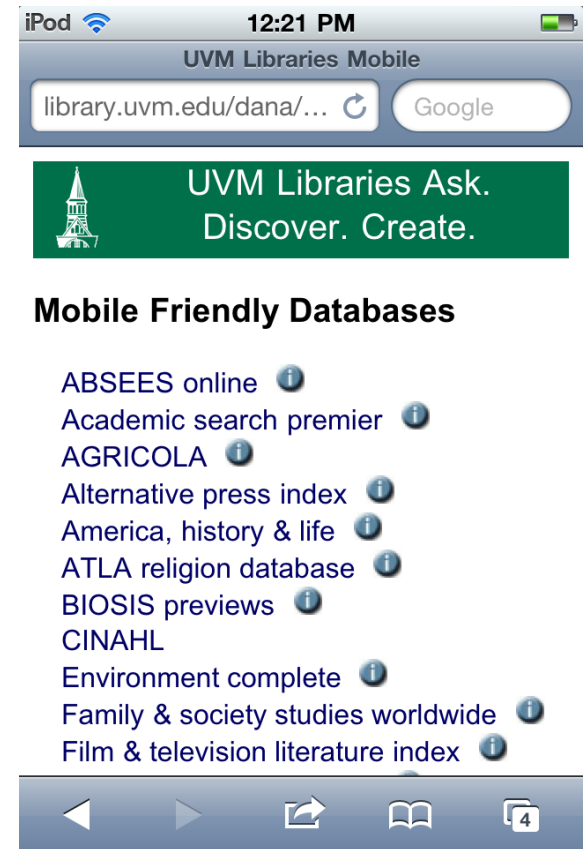 iPod 12:21 PM
UVM Libraries Mobile
library.uvm.edu/dana/... Google
UVM Libraries Ask.
Discover. Create.
Mobile Friendly Databases
ABSEES online
Academic search premier
AGRICOLA
Alternative press index
America, history & life
ATLA religion database
BIOSIS previews
CINAHL
Environment complete
Family & society studies worldwide
Film & television literature index
4